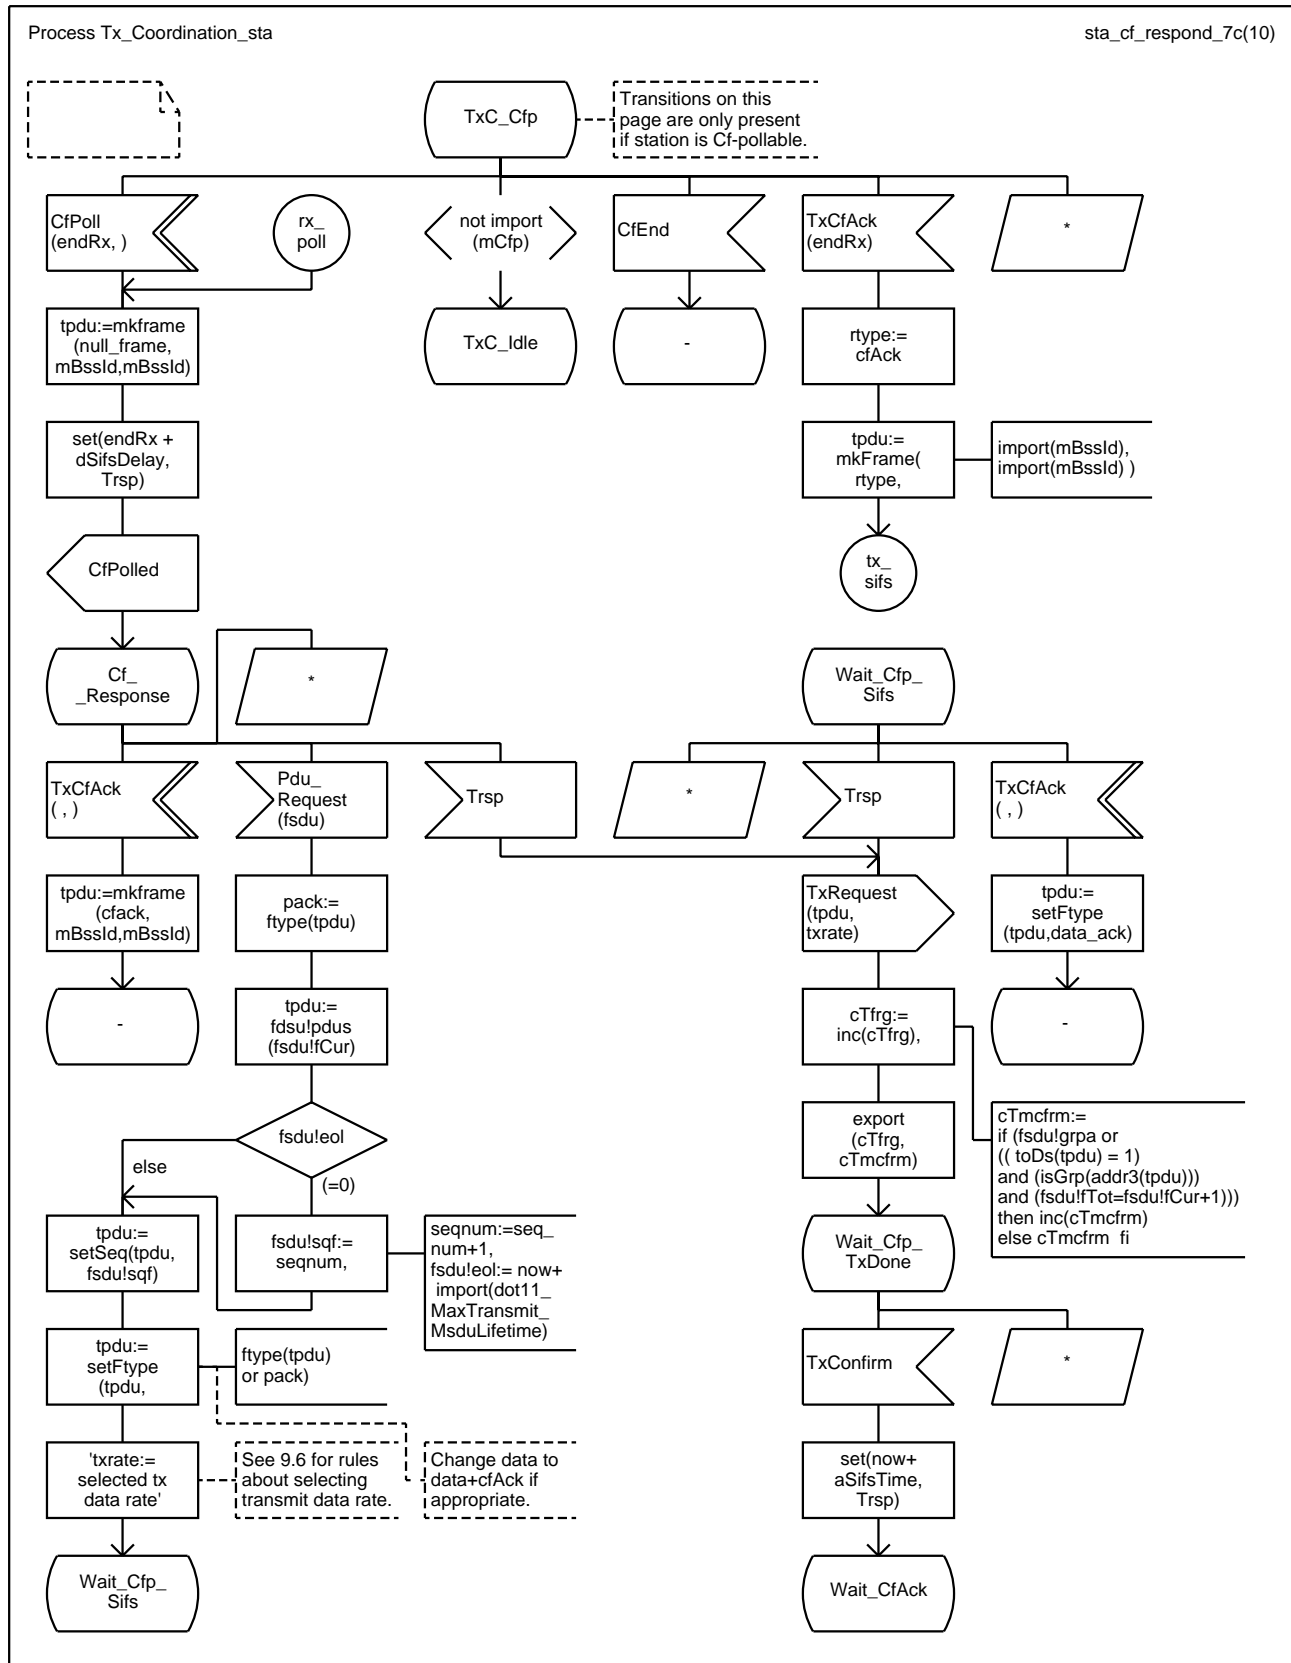 Process Tx_Coordination_sta
sta_cf_respond_7c(10)
TxC_Cfp
Transitions on this
page are only present
if station is Cf-pollable.
CfPoll
(endRx, )
rx_
poll
not import
(mCfp)
CfEnd
TxCfAck
(endRx)
*
tpdu:=mkframe
(null_frame,
mBssId,mBssId)
TxC_Idle
-
rtype:=
cfAck
set(endRx +
dSifsDelay,
Trsp)
tpdu:=
mkFrame(
rtype,
import(mBssId),
import(mBssId) )
CfPolled
tx_
sifs
Cf_
_Response
*
Wait_Cfp_
Sifs
TxCfAck
( , )
Pdu_
Request
(fsdu)
Trsp
*
Trsp
TxCfAck
( , )
tpdu:=mkframe
(cfack,
mBssId,mBssId)
pack:=
ftype(tpdu)
TxRequest
(tpdu,
txrate)
tpdu:=
setFtype
(tpdu,data_ack)
-
tpdu:=
fdsu!pdus
(fsdu!fCur)
cTfrg:=
inc(cTfrg),
-
fsdu!eol
else
(=0)
export
(cTfrg,
cTmcfrm)
cTmcfrm:=
if (fsdu!grpa or
(( toDs(tpdu) = 1)
and (isGrp(addr3(tpdu)))
and (fsdu!fTot=fsdu!fCur+1)))
then inc(cTmcfrm)
else cTmcfrm  fi
tpdu:=
setSeq(tpdu,
fsdu!sqf)
fsdu!sqf:=
seqnum,
seqnum:=seq_
num+1,
fsdu!eol:= now+
import(dot11_
MaxTransmit_
MsduLifetime)
Wait_Cfp_
TxDone
tpdu:=
setFtype
(tpdu,
ftype(tpdu)
or pack)
TxConfirm
*
'txrate:=
selected tx
data rate'
See 9.6 for rules
about selecting
transmit data rate.
Change data to
data+cfAck if
appropriate.
set(now+
aSifsTime,
Trsp)
Wait_Cfp_
Sifs
Wait_CfAck